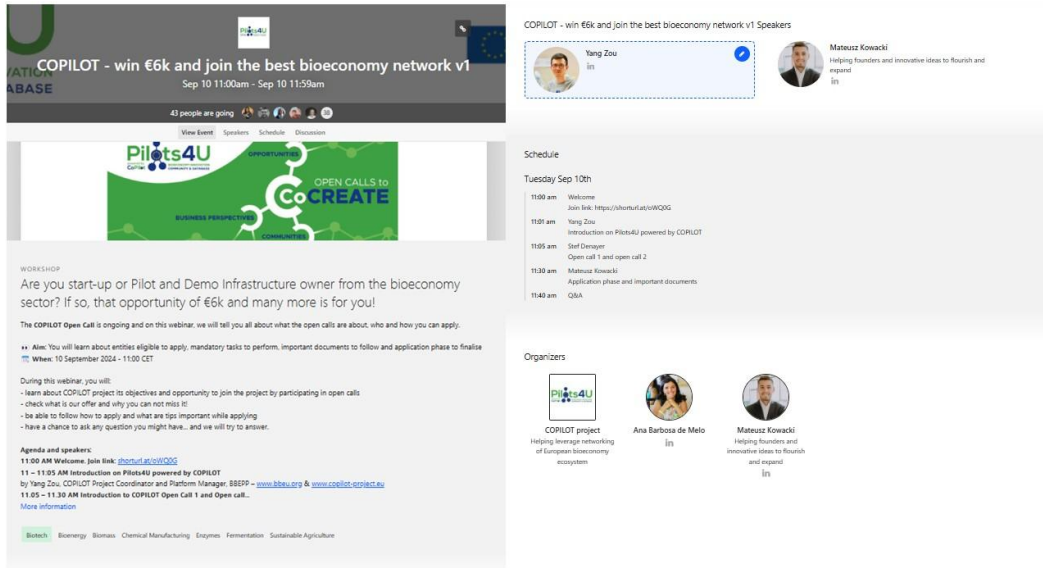 VATION
ABASE
Pilots4U
COPILOT - win €6k and join the best bioeconomy network v1
Sep 10 11:00am - Sep 10 11:59am
43 people are going
38
View Event Speakers Schedule Discussion
Pilots4U
CoPilot
OPPORTUNITIES
OPEN CALLS to
CoCREATE
BUSINESS PERSPECTIVES
COMMUNITIES
WORKSHOP
Are you start-up or Pilot and Demo Infrastructure owner from the bioeconomy
sector? If so, that opportunity of €6k and many more is for you!
The COPILOT Open Call is ongoing and on this webinar, we will tell you all about what the open calls are about, who and how you can apply.
👀 Aim: You will learn about entities eligible to apply, mandatory tasks to perform, important documents to follow and application phase to finalise
🗓️ When: 10 September 2024 - 11:00 CET
During this webinar, you will:
- learn about COPILOT project its objectives and opportunity to join the project by participating in open calls
- check what is our offer and why you can not miss it!
- be able to follow how to apply and what are tips important while applying
- have a chance to ask any question you might have... and we will try to answer.
Agenda and speakers:
11:00 AM Welcome. Join link: shorturl.at/oWQ0G
11 – 11:05 AM Introduction on Pilots4U powered by COPILOT
by Yang Zou, COPILOT Project Coordinator and Platform Manager, BBEPP – www.bbeu.org & www.copilot-project.eu
11.05 – 11.30 AM Introduction to COPILOT Open Call 1 and Open call...
More information
Biotech Bioenergy Biomass Chemical Manufacturing Enzymes Fermentation Sustainable Agriculture
COPILOT - win €6k and join the best bioeconomy network v1 Speakers
Yang Zou
in
Mateusz Kowacki
Helping founders and innovative ideas to flourish and
expand
in
Schedule
Tuesday Sep 10th
11:00 am Welcome
Join link: https://shorturl.at/oWQ0G
11:01 am Yang Zou
Introduction on Pilots4U powered by COPILOT
11:05 am Stef Denayer
Open call 1 and open call 2
11:30 am Mateusz Kowacki
Application phase and important documents
11:40 am Q&A
Organizers
Pilots4U
COPILOT project
Helping leverage networking
of European bioeconomy
ecosystem
Ana Barbosa de Melo
in
Mateusz Kowacki
Helping founders and
innovative ideas to flourish
and expand
in